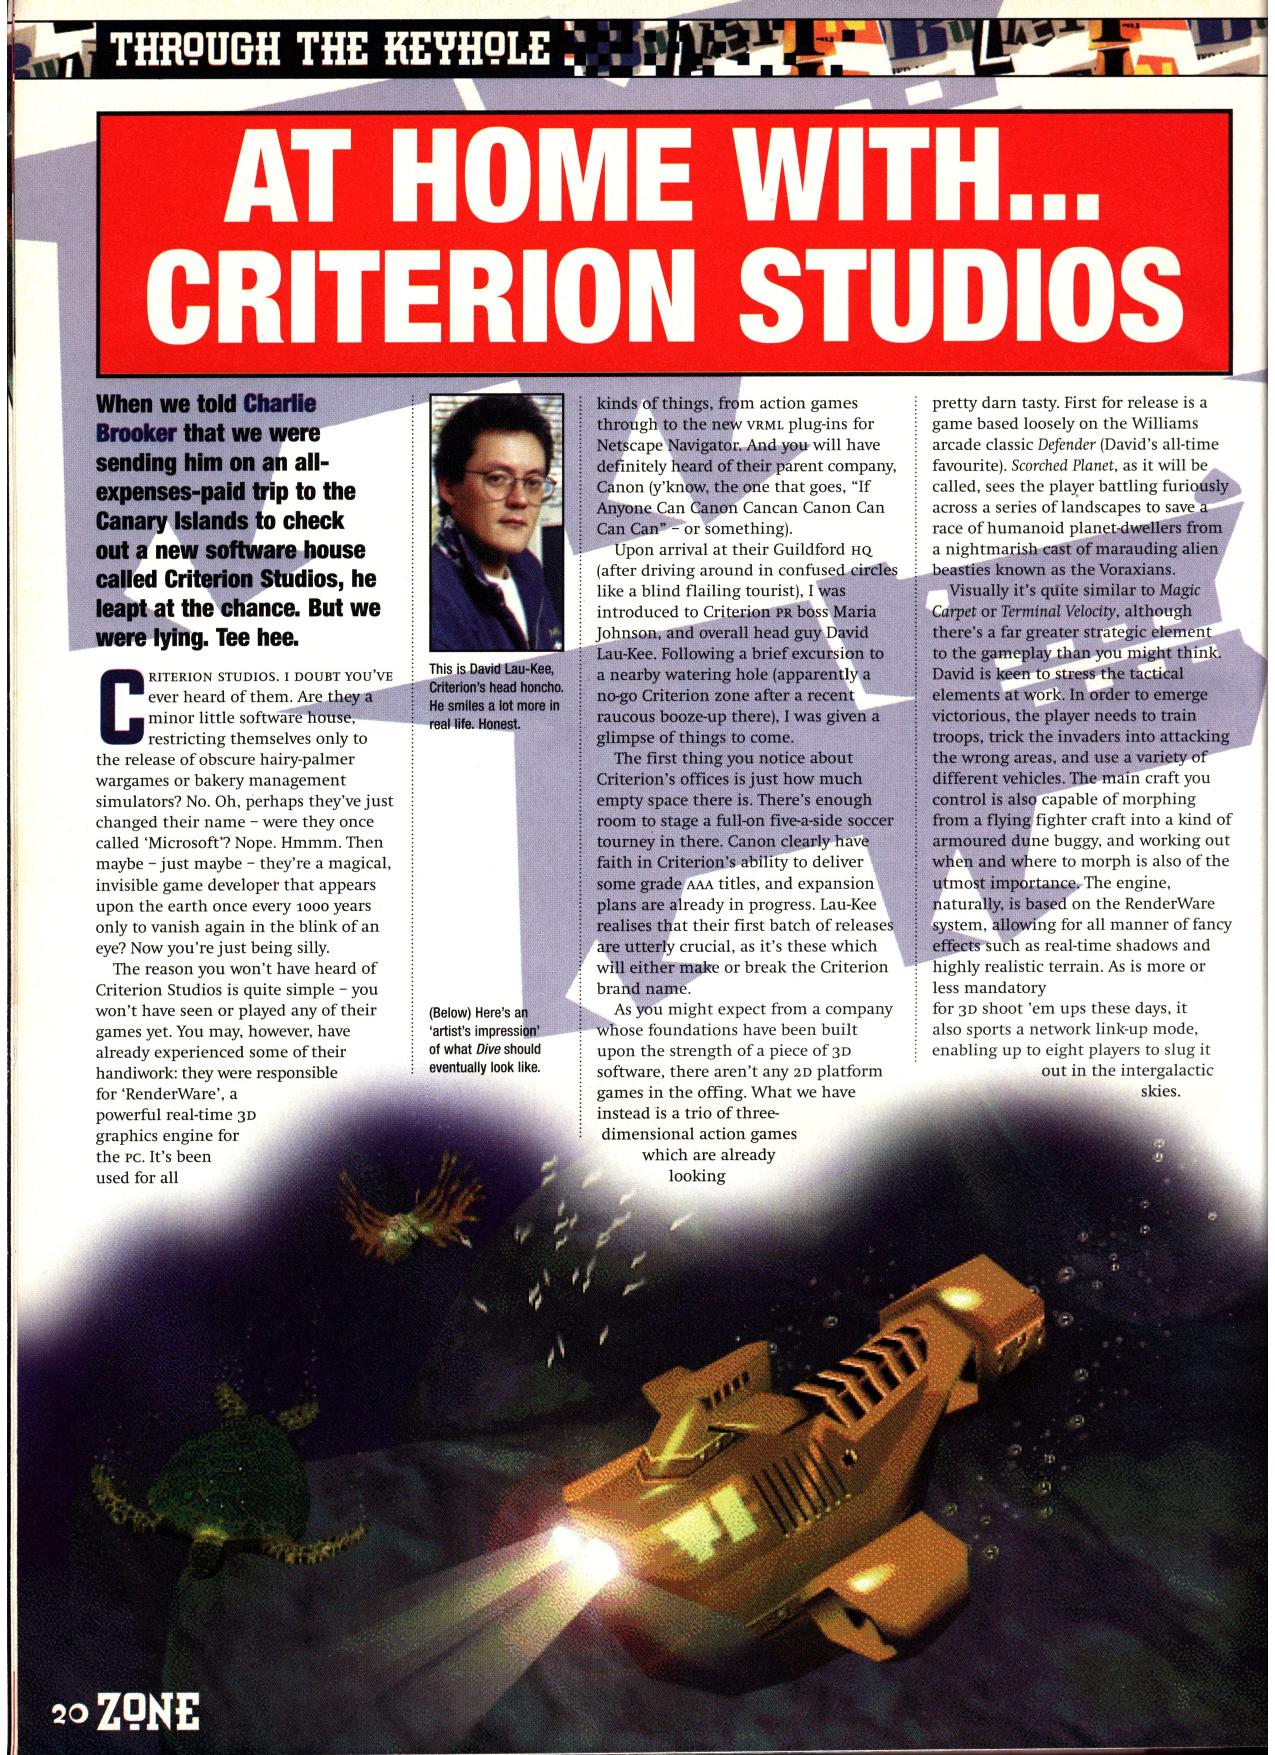 THROUGH THE KEYHOLE
AT HOME WITH...
CRITERION STUDIOS
When we told Charlie
Brooker that we were
sending him on an all-
expenses-paid trip to the
Canary Islands to check
out a new software house
called Criterion Studios, he
leapt at the chance. But we
were lying. Tee hee.
CRITERION STUDIOS. I DOUBT YOU'VE
ever heard of them. Are they a
minor little software house,
restricting themselves only to
the release of obscure hairy-palmer
wargames or bakery management
simulators? No. Oh, perhaps they've just
changed their name – were they once
called 'Microsoft'? Nope. Hmmm. Then
maybe – just maybe – they're a magical,
invisible game developer that appears
upon the earth once every 1000 years
only to vanish again in the blink of an
eye? Now you're just being silly.
The reason you won't have heard of
Criterion Studios is quite simple – you
won't have seen or played any of their
games yet. You may, however, have
already experienced some of their
handiwork: they were responsible
for 'RenderWare', a
powerful real-time 3D
graphics engine for
the PC. It's been
used for all
This is David Lau-Kee,
Criterion's head honcho.
He smiles a lot more in
real life. Honest.
(Below) Here's an
'artist's impression'
of what Dive should
eventually look like.
kinds of things, from action games
through to the new VRML plug-ins for
Netscape Navigator. And you will have
definitely heard of their parent company,
Canon (y'know, the one that goes, "If
Anyone Can Canon Cancan Canon Can
Can Can" – or something).
Upon arrival at their Guildford HQ
(after driving around in confused circles
like a blind flailing tourist), I was
introduced to Criterion PR boss Maria
Johnson, and overall head guy David
Lau-Kee. Following a brief excursion to
a nearby watering hole (apparently a
no-go Criterion zone after a recent
raucous booze-up there), I was given a
glimpse of things to come.
The first thing you notice about
Criterion's offices is just how much
empty space there is. There's enough
room to stage a full-on five-a-side soccer
tourney in there. Canon clearly have
faith in Criterion's ability to deliver
some grade AAA titles, and expansion
plans are already in progress. Lau-Kee
realises that their first batch of releases
are utterly crucial, as it's these which
will either make or break the Criterion
brand name.
As you might expect from a company
whose foundations have been built
upon the strength of a piece of 3D
software, there aren't any 2D platform
games in the offing. What we have
instead is a trio of three-
dimensional action games
which are already
looking
pretty darn tasty. First for release is a
game based loosely on the Williams
arcade classic Defender (David's all-time
favourite). Scorched Planet, as it will be
called, sees the player battling furiously
across a series of landscapes to save a
race of humanoid planet-dwellers from
a nightmarish cast of marauding alien
beasties known as the Voraxians.
Visually it's quite similar to Magic
Carpet or Terminal Velocity, although
there's a far greater strategic element
to the gameplay than you might think.
David is keen to stress the tactical
elements at work. In order to emerge
victorious, the player needs to train
troops, trick the invaders into attacking
the wrong areas, and use a variety of
different vehicles. The main craft you
control is also capable of morphing
from a flying fighter craft into a kind of
armoured dune buggy, and working out
when and where to morph is also of the
utmost importance. The engine,
naturally, is based on the RenderWare
system, allowing for all manner of fancy
effects such as real-time shadows and
highly realistic terrain. As is more or
less mandatory
for 3D shoot 'em ups these days, it
also sports a network link-up mode,
enabling up to eight players to slug it
out in the intergalactic
skies.
20 ZONE